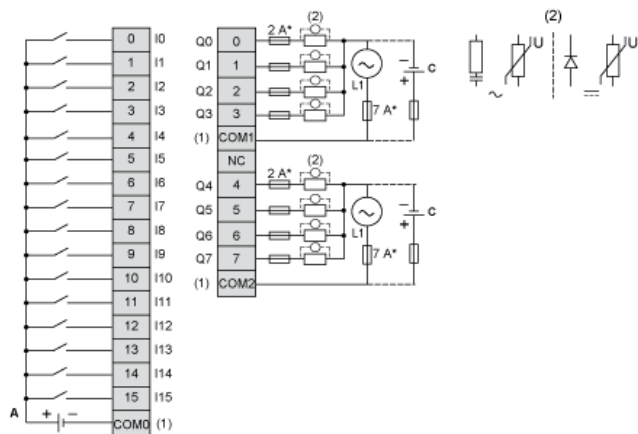 0 I0
1 I1
2 I2
3 I3
4 I4
5 I5
6 I6
7 I7
8 I8
9 I9
10 I10
11 I11
12 I12
13 I13
14 I14
15 I15
A + − COM0 (1)
2 A* (2)
Q0 0
Q1 1
Q2 2
Q3 3
(1) COM1
L1
7 A*
− + C
NC
2 A* (2)
Q4 4
Q5 5
Q6 6
Q7 7
(1) COM2
L1
7 A*
− + C
(2)
IU IU